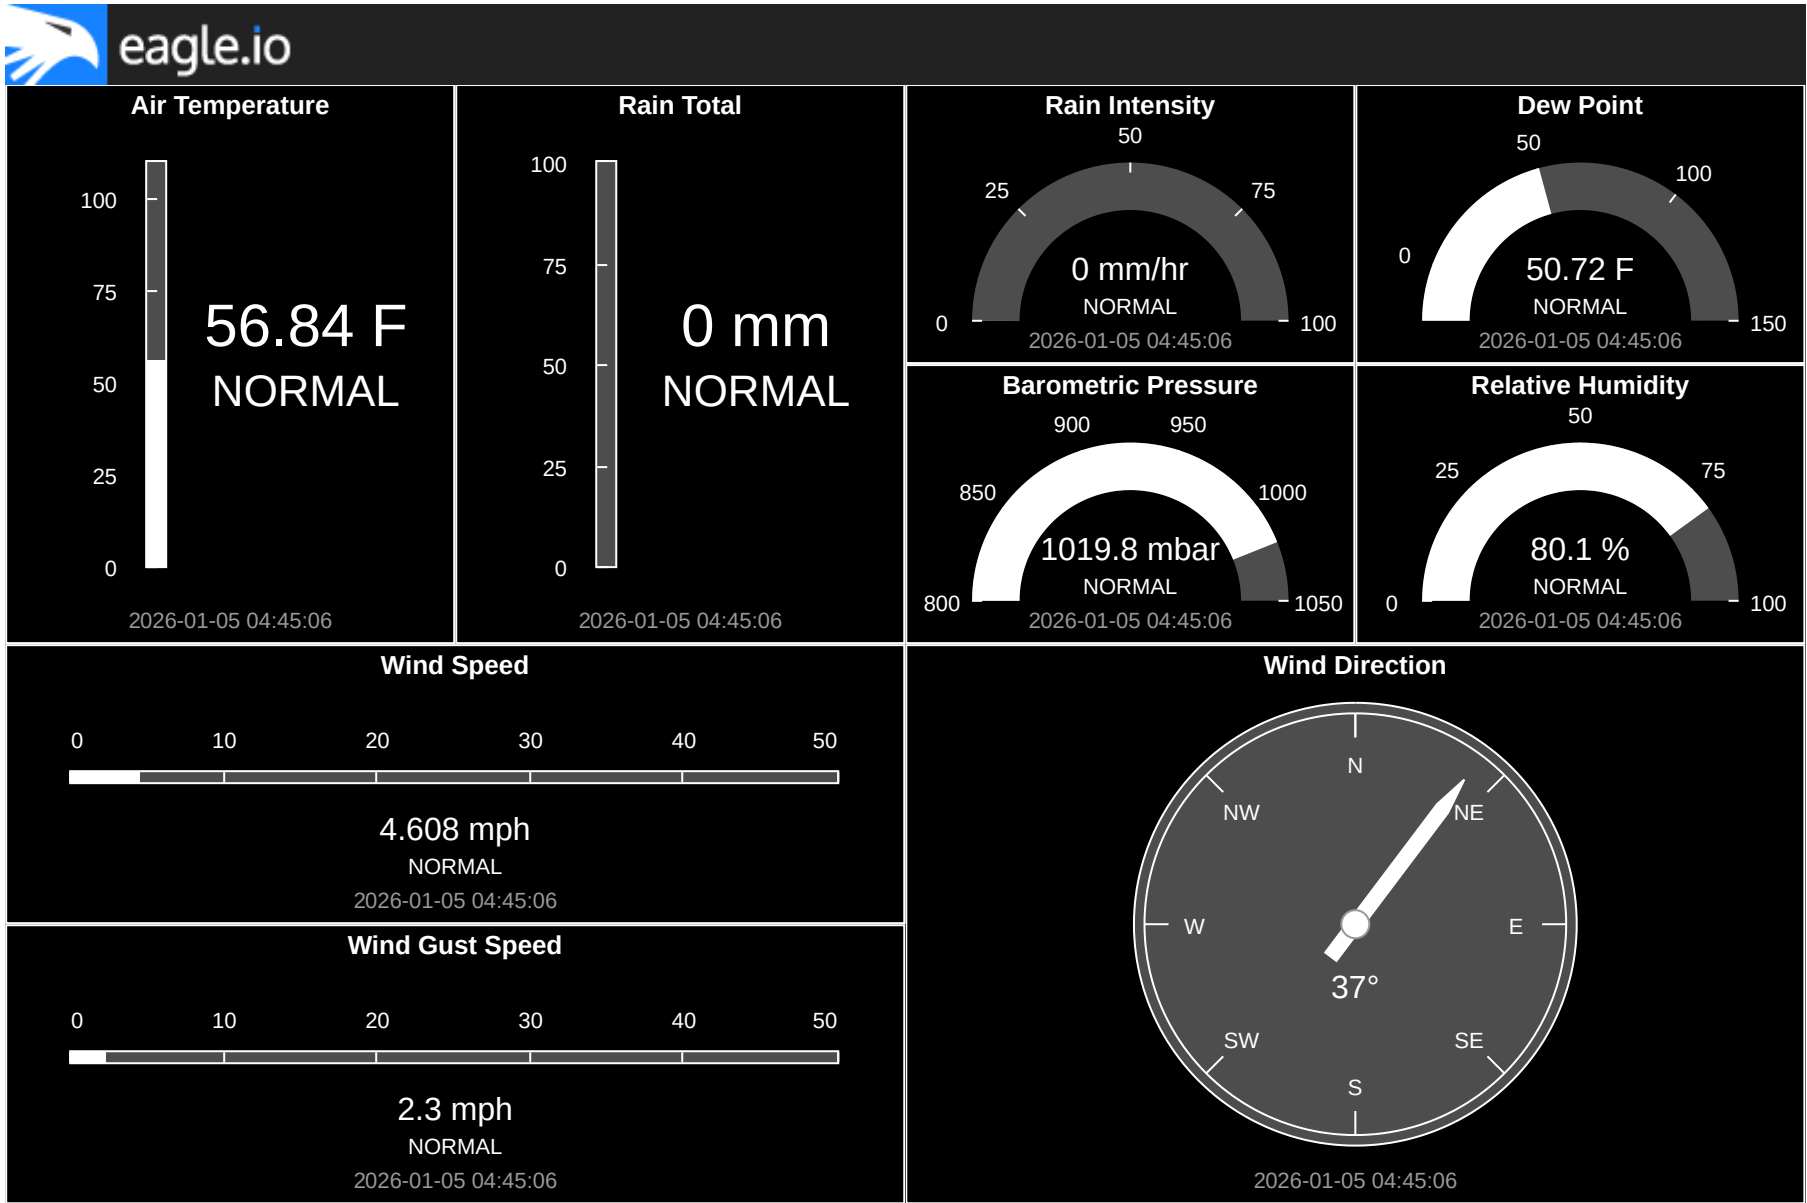 eagle.io
Air Temperature
100
75
50
25
0
56.84 F
NORMAL
2026-01-05 04:45:06
Rain Total
100
75
50
25
0
0 mm
NORMAL
2026-01-05 04:45:06
Rain Intensity
0
25
50
75
100
0 mm/hr
NORMAL
2026-01-05 04:45:06
Dew Point
0
50
100
150
50.72 F
NORMAL
2026-01-05 04:45:06
Barometric Pressure
800
850
900
950
1000
1050
1019.8 mbar
NORMAL
2026-01-05 04:45:06
Relative Humidity
0
25
50
75
100
80.1 %
NORMAL
2026-01-05 04:45:06
Wind Speed
0 10 20 30 40 50
4.608 mph
NORMAL
2026-01-05 04:45:06
Wind Gust Speed
0 10 20 30 40 50
2.3 mph
NORMAL
2026-01-05 04:45:06
Wind Direction
N
NW NE
W E
37°
SW SE
S
2026-01-05 04:45:06